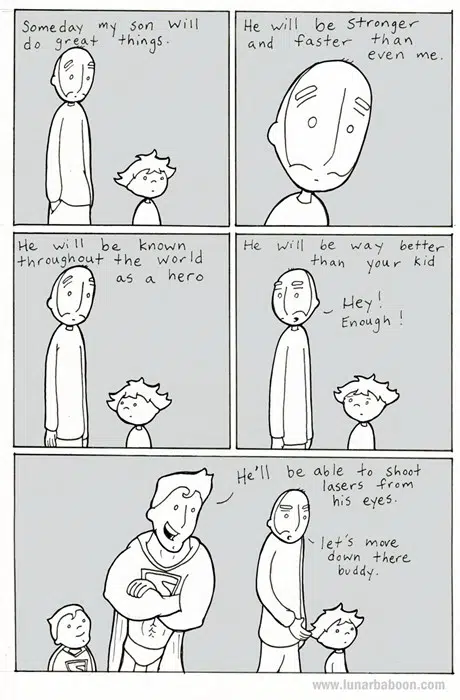 Someday my son will
do great things.
He will be stronger
and faster than
even me.
He will be known
throughout the world
as a hero
He will be way better
than your kid
Hey!
Enough!
He'll be able to shoot
lasers from
his eyes.
let's move
down there
buddy.
www.lunarbaboon.com